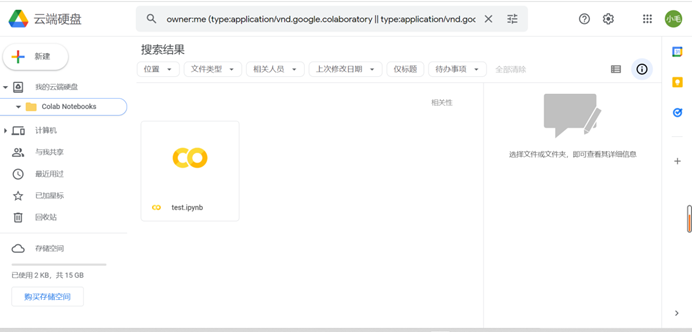 云端硬盘
owner:me (type:application/vnd.google.colaboratory || type:application/vnd.goo
小毛
新建
搜索结果
位置 文件类型 相关人员 上次修改日期 仅标题 待办事项 全部清除
我的云端硬盘
Colab Notebooks
相关性
计算机
与我共享
最近用过
已加星标
回收站
存储空间
已使用 2 KB，共 15 GB
购买存储空间
test.ipynb
选择文件或文件夹，即可查看其详细信息